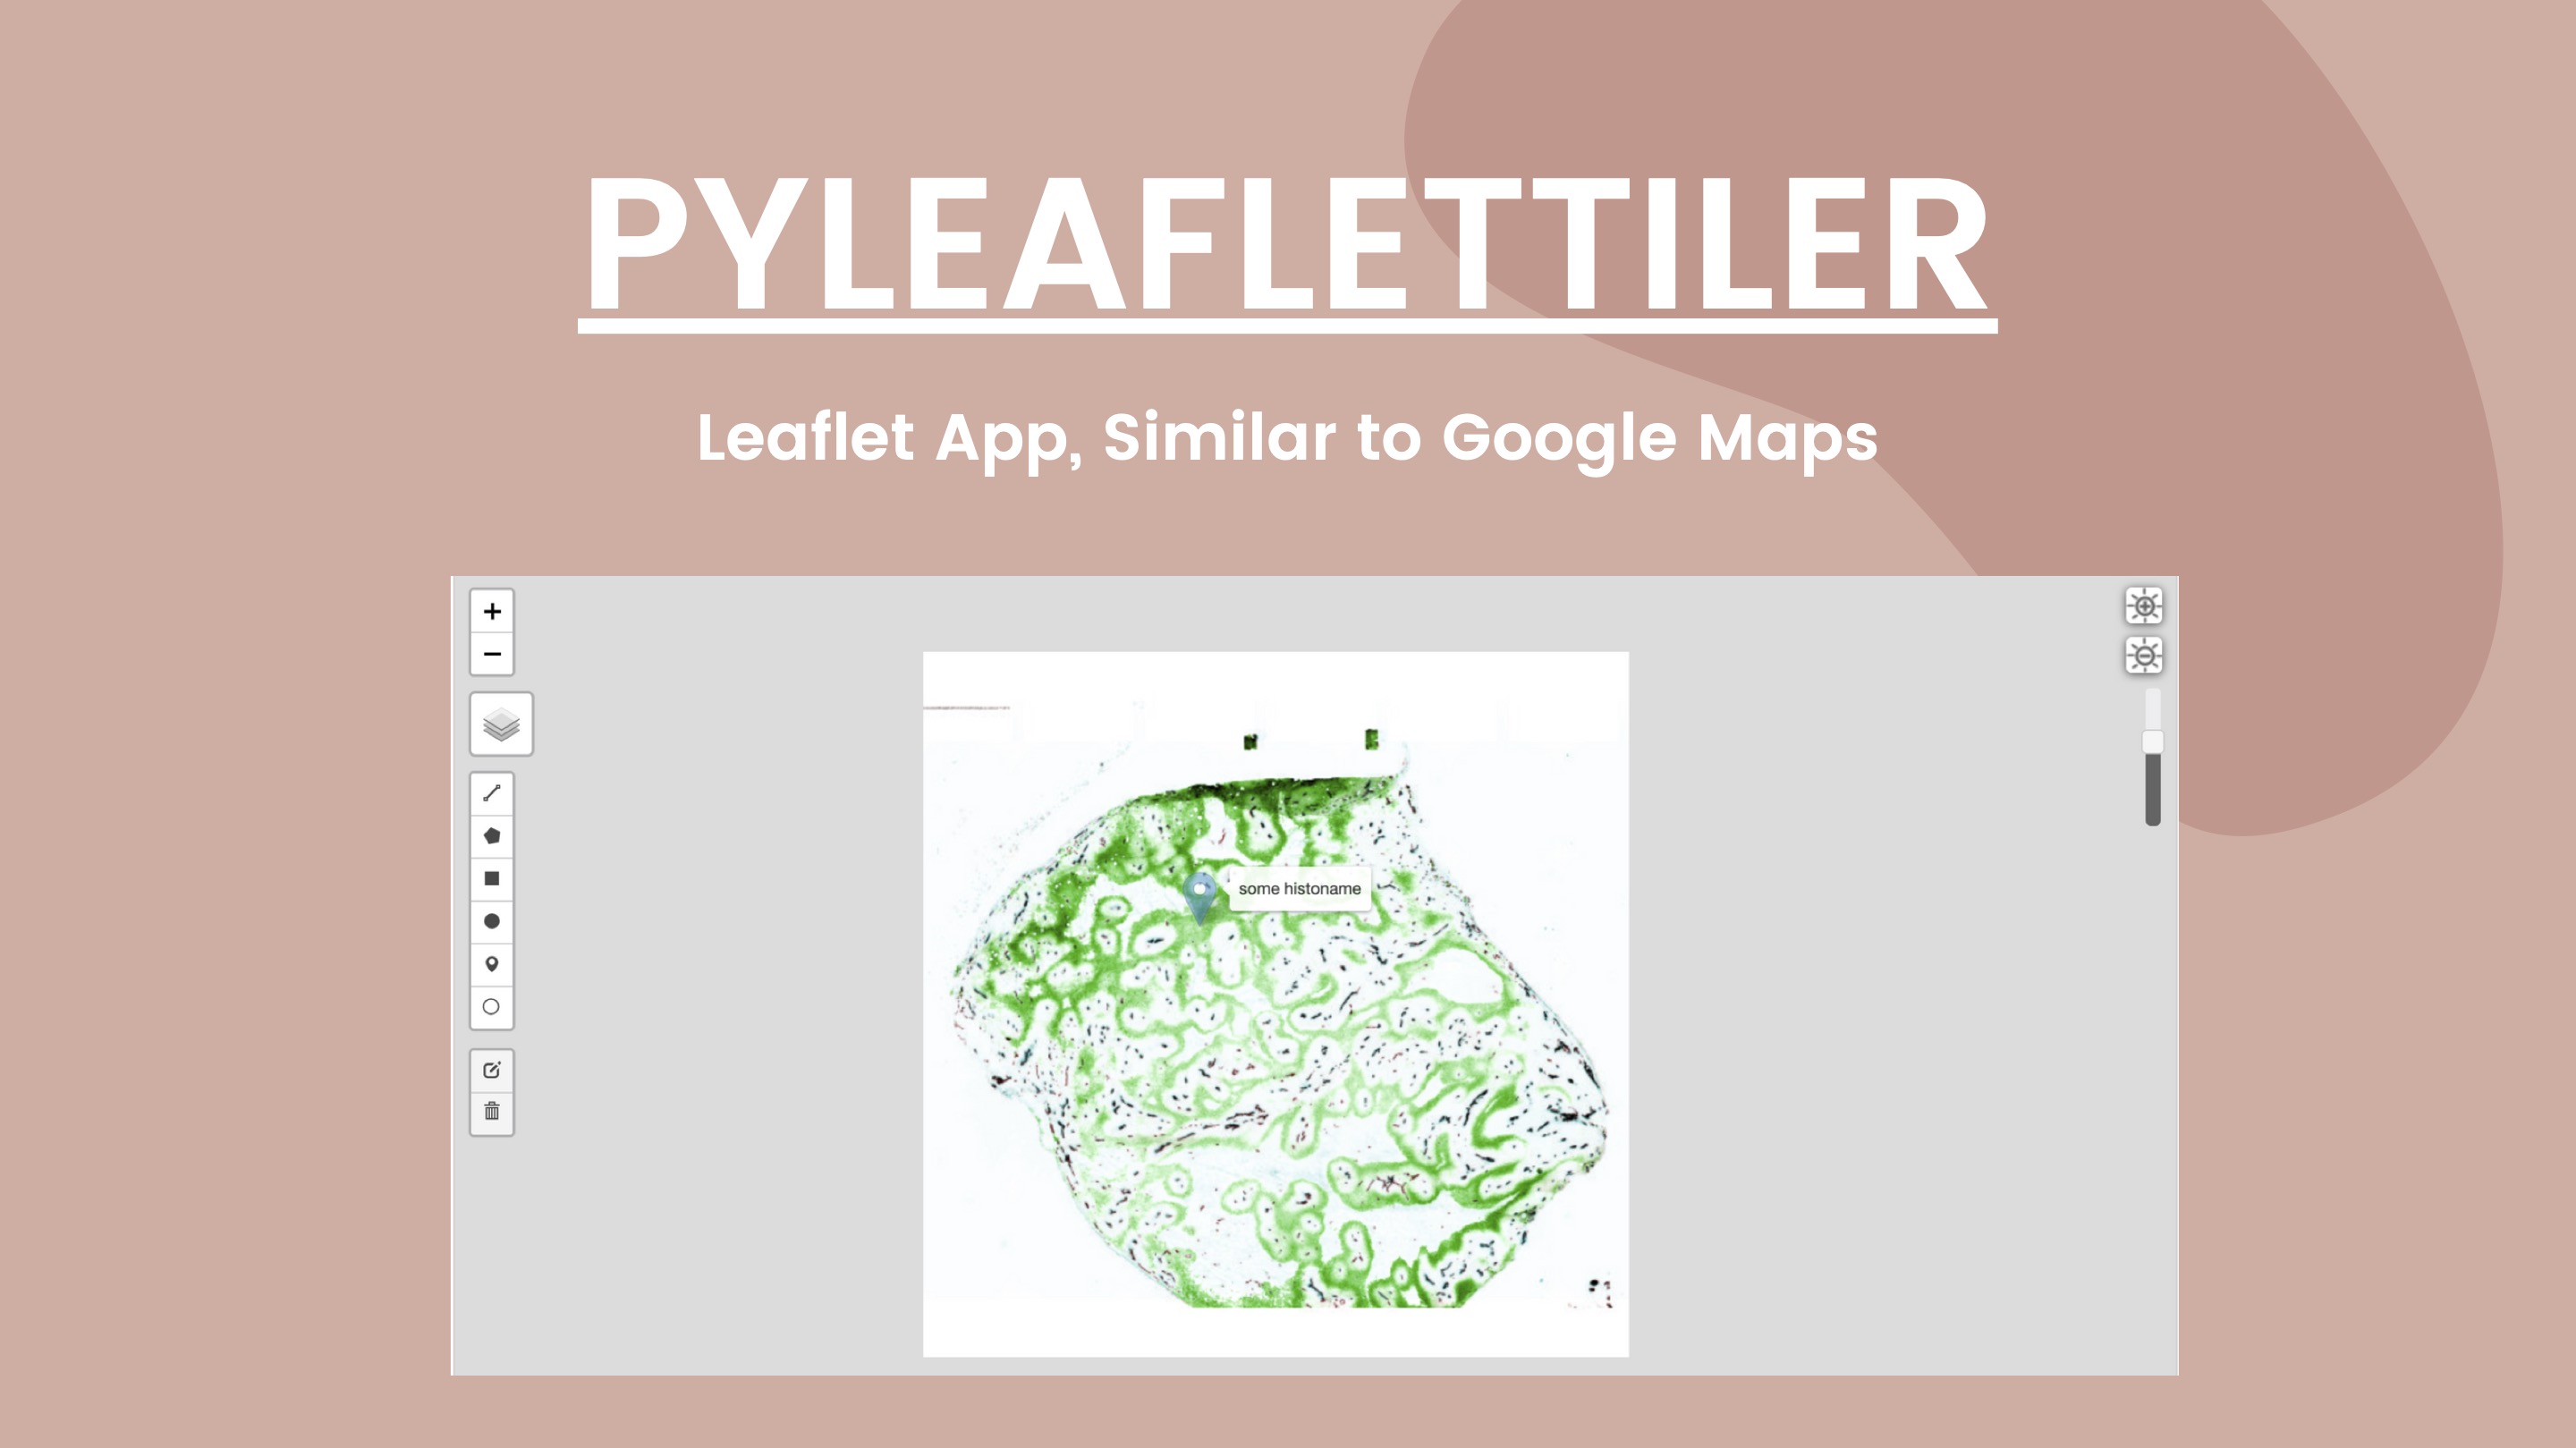 PYLEAFLETTILER
Leaflet App, Similar to Google Maps
+
−
some histoname